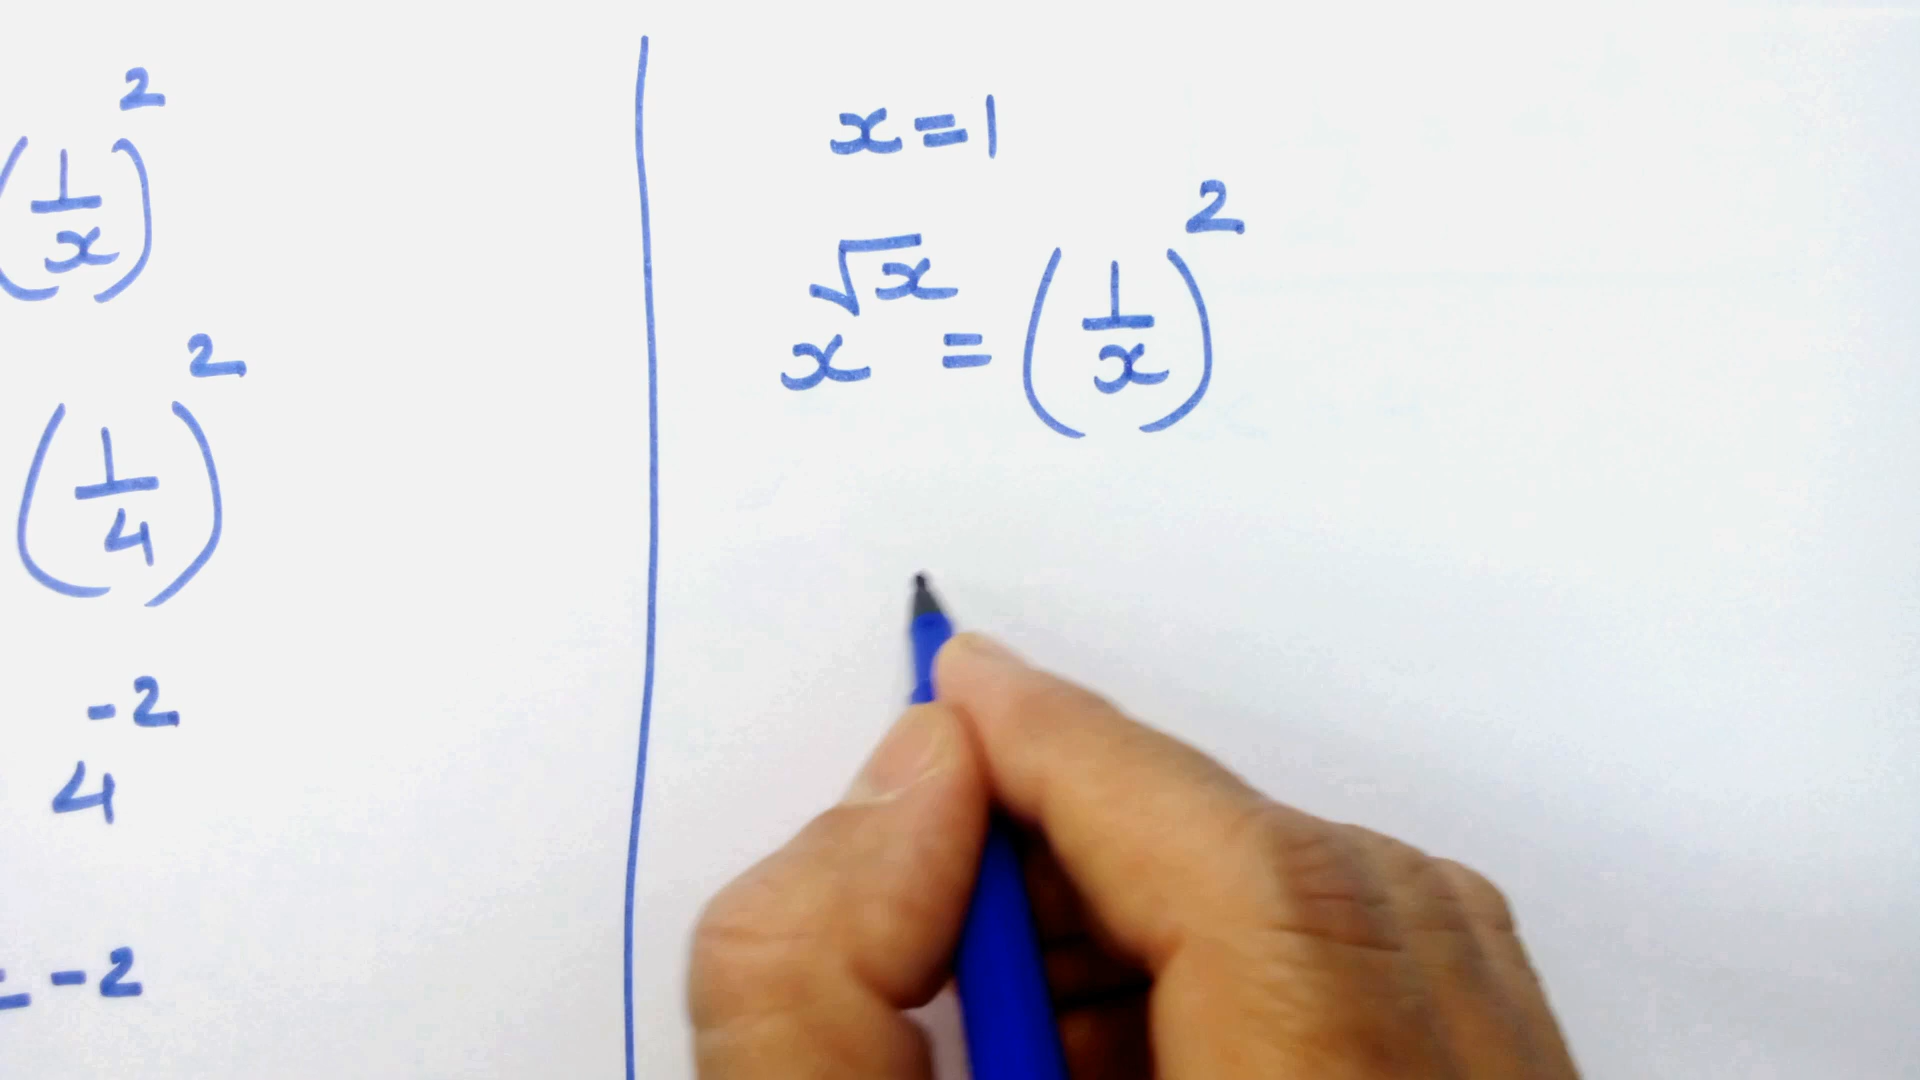 (1/x)^2
(1/4)^2
4^-2
= -2
x=1
x^√x = (1/x)^2